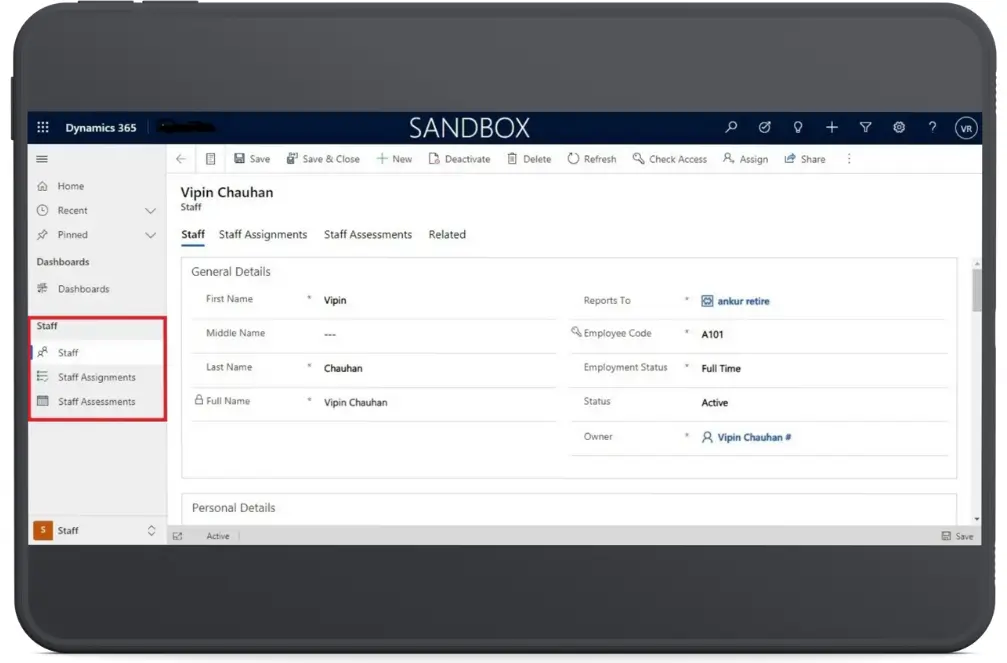 Dynamics 365
SANDBOX
?
VR
Save
Save & Close
New
Deactivate
Delete
Refresh
Check Access
Assign
Share
Home
Recent
Pinned
Dashboards
Dashboards
Staff
Staff
Staff Assignments
Staff Assessments
S Staff
Vipin Chauhan
Staff
Staff Staff Assignments Staff Assessments Related
General Details
First Name * Vipin
Middle Name ---
Last Name * Chauhan
Full Name * Vipin Chauhan
Reports To * ankur retire
Employee Code * A101
Employment Status * Full Time
Status Active
Owner * Vipin Chauhan #
Personal Details
Active
Save